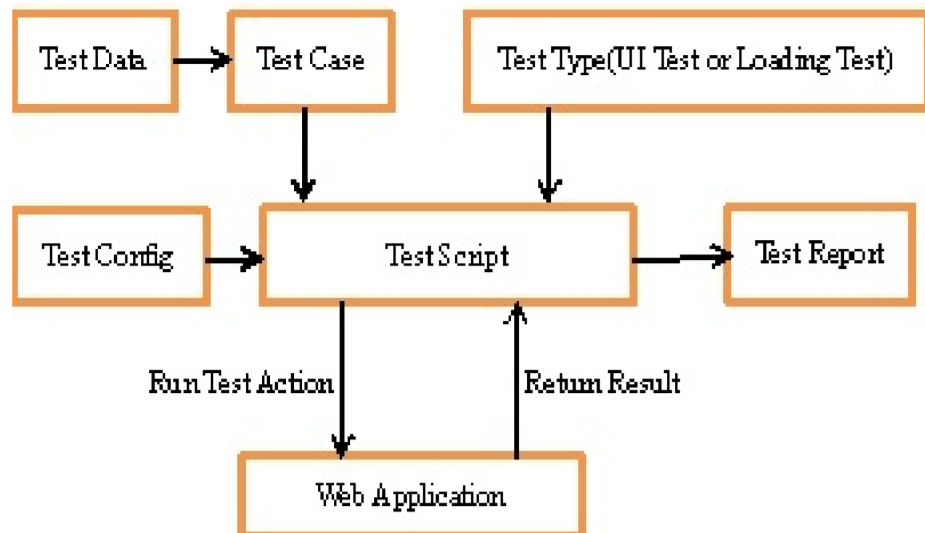 Test Data
Test Case
Test Type(UI Test or Loading Test)
Test Config
Test Script
Test Report
Run Test Action
Return Result
Web Application